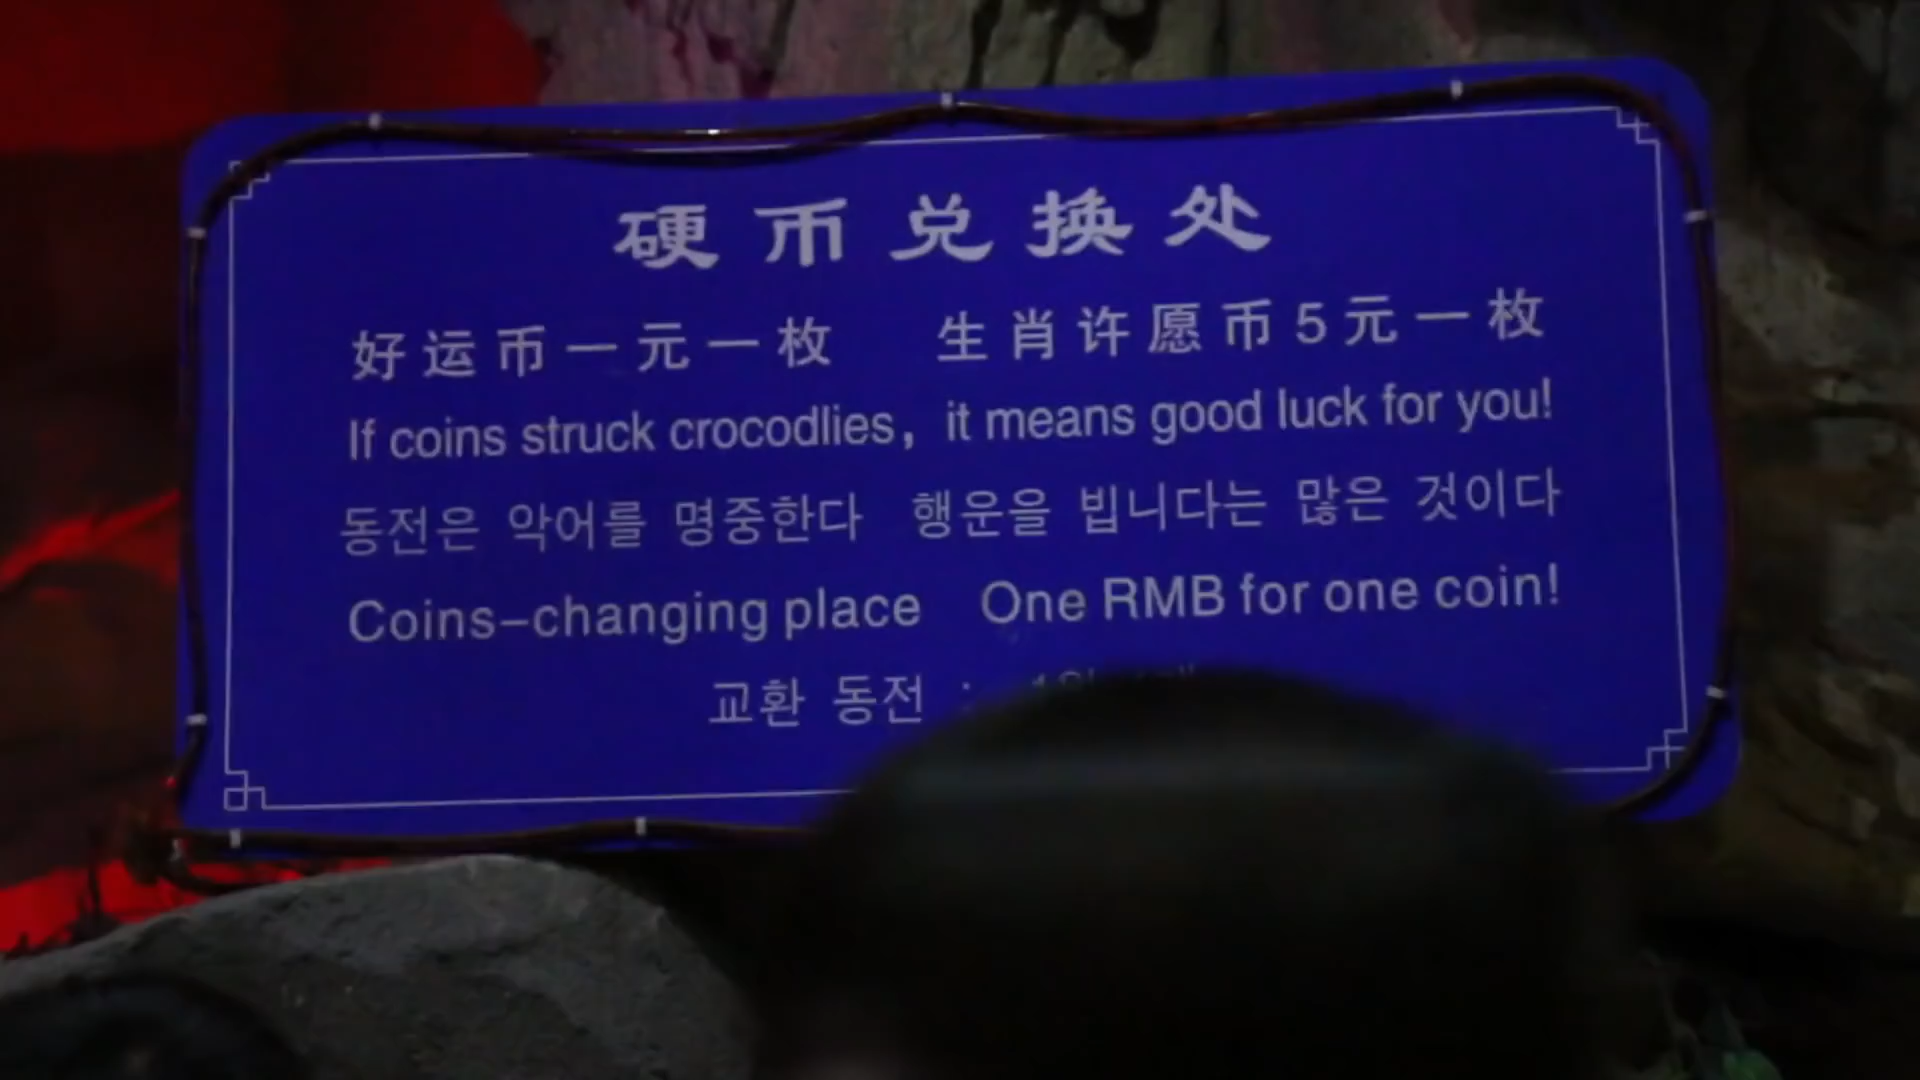 硬币兑换处
好运币一元一枚 生肖许愿币5元一枚
If coins struck crocodlies, it means good luck for you!
동전은 악어를 명중한다 행운을 빕니다는 많은 것이다
Coins-changing place One RMB for one coin!
교환 동전 :